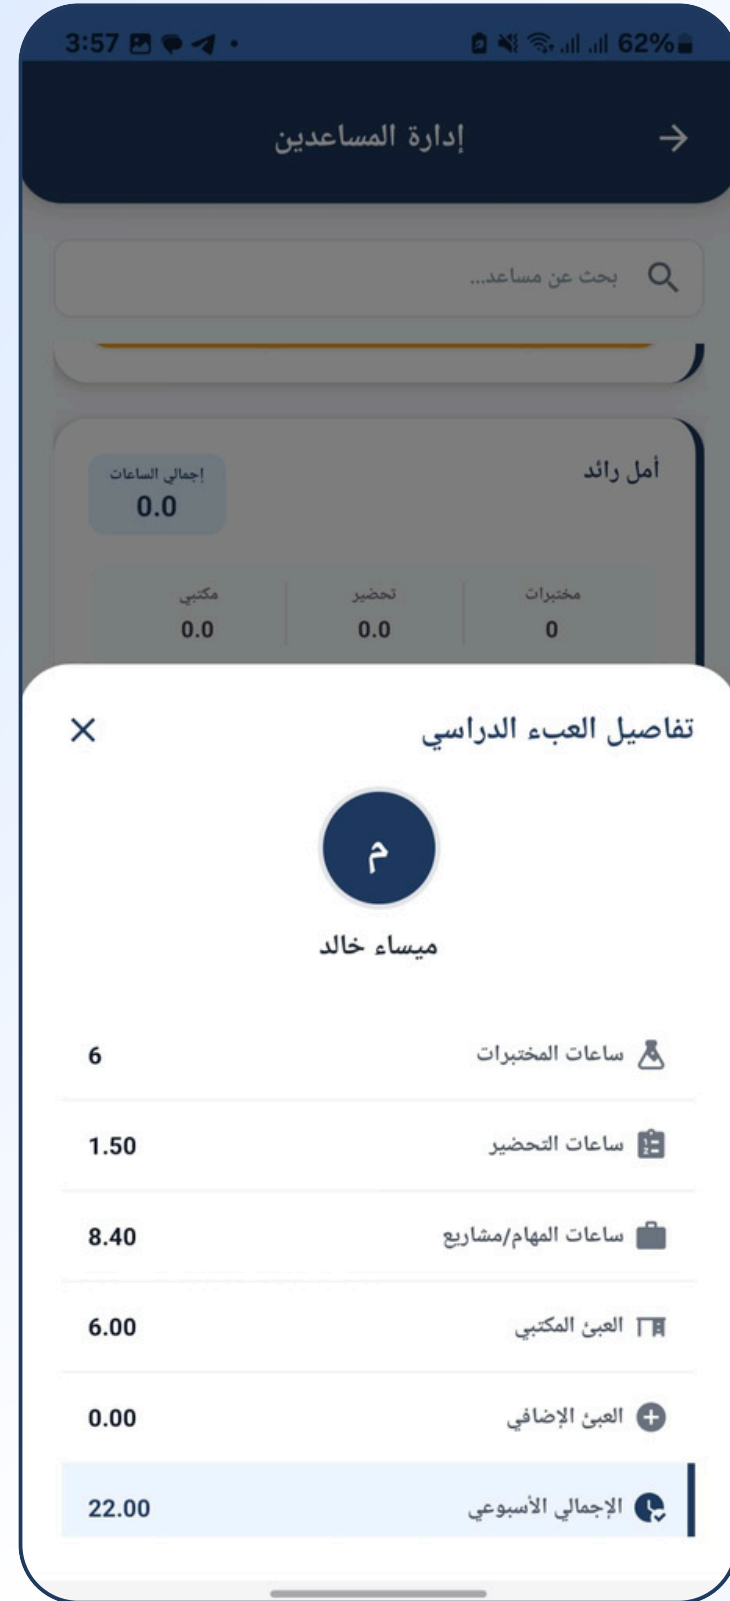 3:57 62%
إدارة المساعدين
بحث عن مساعد...
أمل رائد
إجمالي الساعات
0.0
مختبرات تحضير مكتبي
0 0.0 0.0
تفاصيل العبء الدراسي
م
ميساء خالد
ساعات المختبرات 6
ساعات التحضير 1.50
ساعات المهام/مشاريع 8.40
العبئ المكتبي 6.00
العبئ الإضافي 0.00
الإجمالي الأسبوعي 22.00